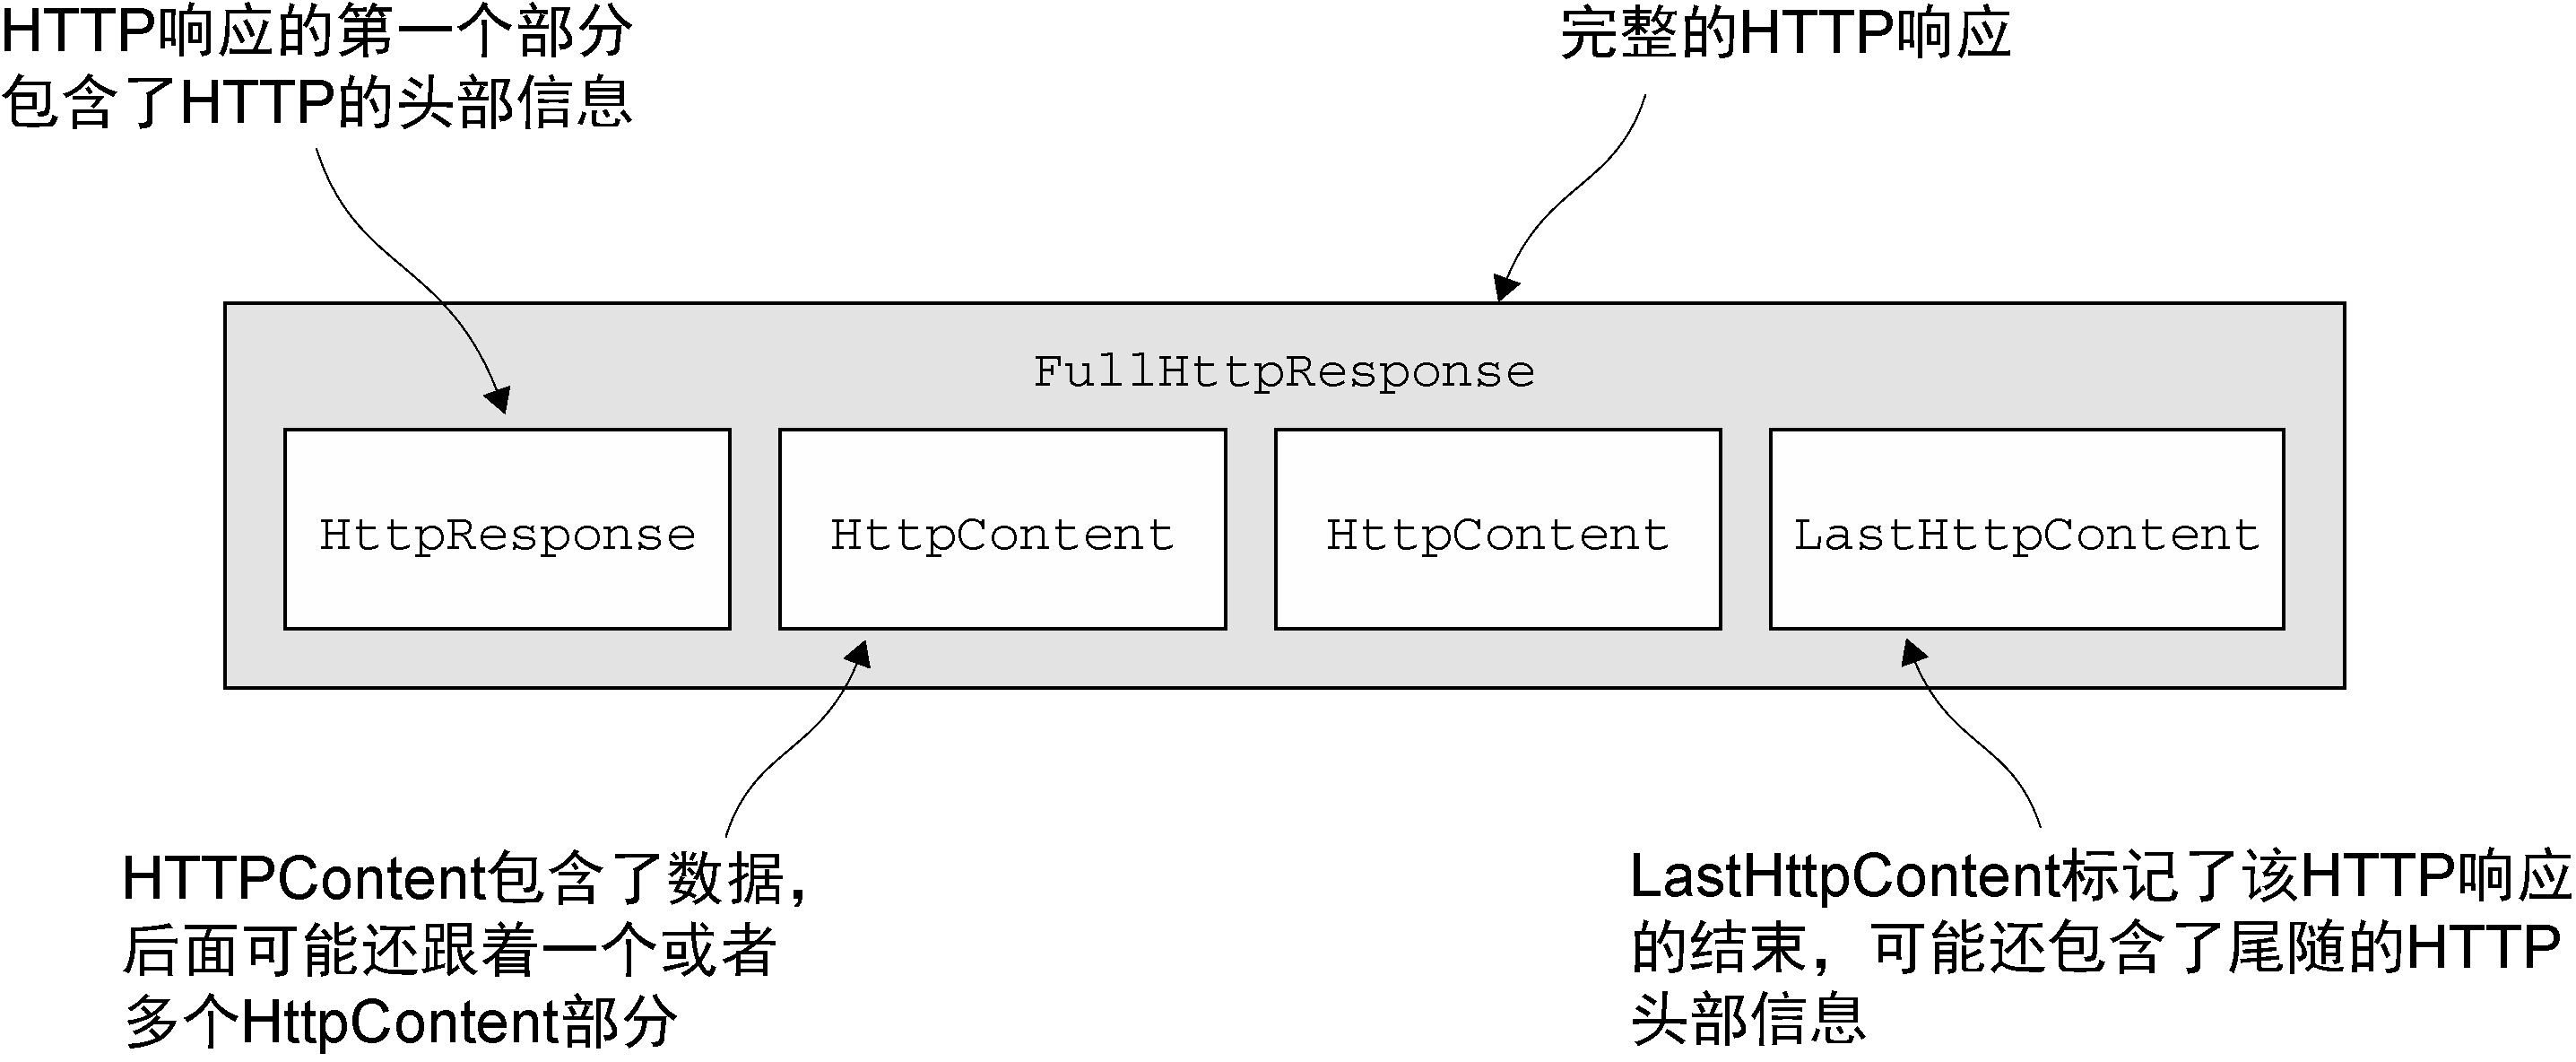 HTTP响应的第一个部分
包含了HTTP的头部信息
完整的HTTP响应
FullHttpResponse
HttpResponse
HttpContent
HttpContent
LastHttpContent
HTTPContent包含了数据，
后面可能还跟着一个或者
多个HttpContent部分
LastHttpContent标记了该HTTP响应
的结束，可能还包含了尾随的HTTP
头部信息